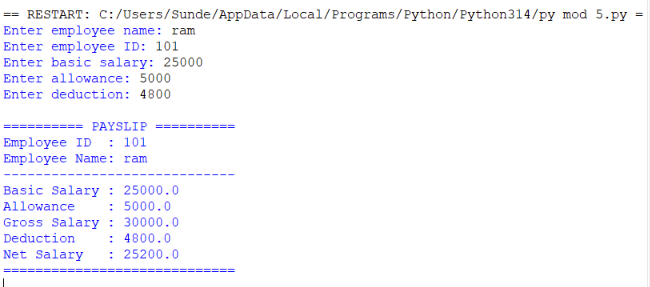 == RESTART: C:/Users/Sunde/AppData/Local/Programs/Python/Python314/py mod 5.py =
Enter employee name: ram
Enter employee ID: 101
Enter basic salary: 25000
Enter allowance: 5000
Enter deduction: 4800
========== PAYSLIP ==========
Employee ID  : 101
Employee Name: ram
-----------------------------
Basic Salary : 25000.0
Allowance    : 5000.0
Gross Salary : 30000.0
Deduction    : 4800.0
Net Salary   : 25200.0
=============================